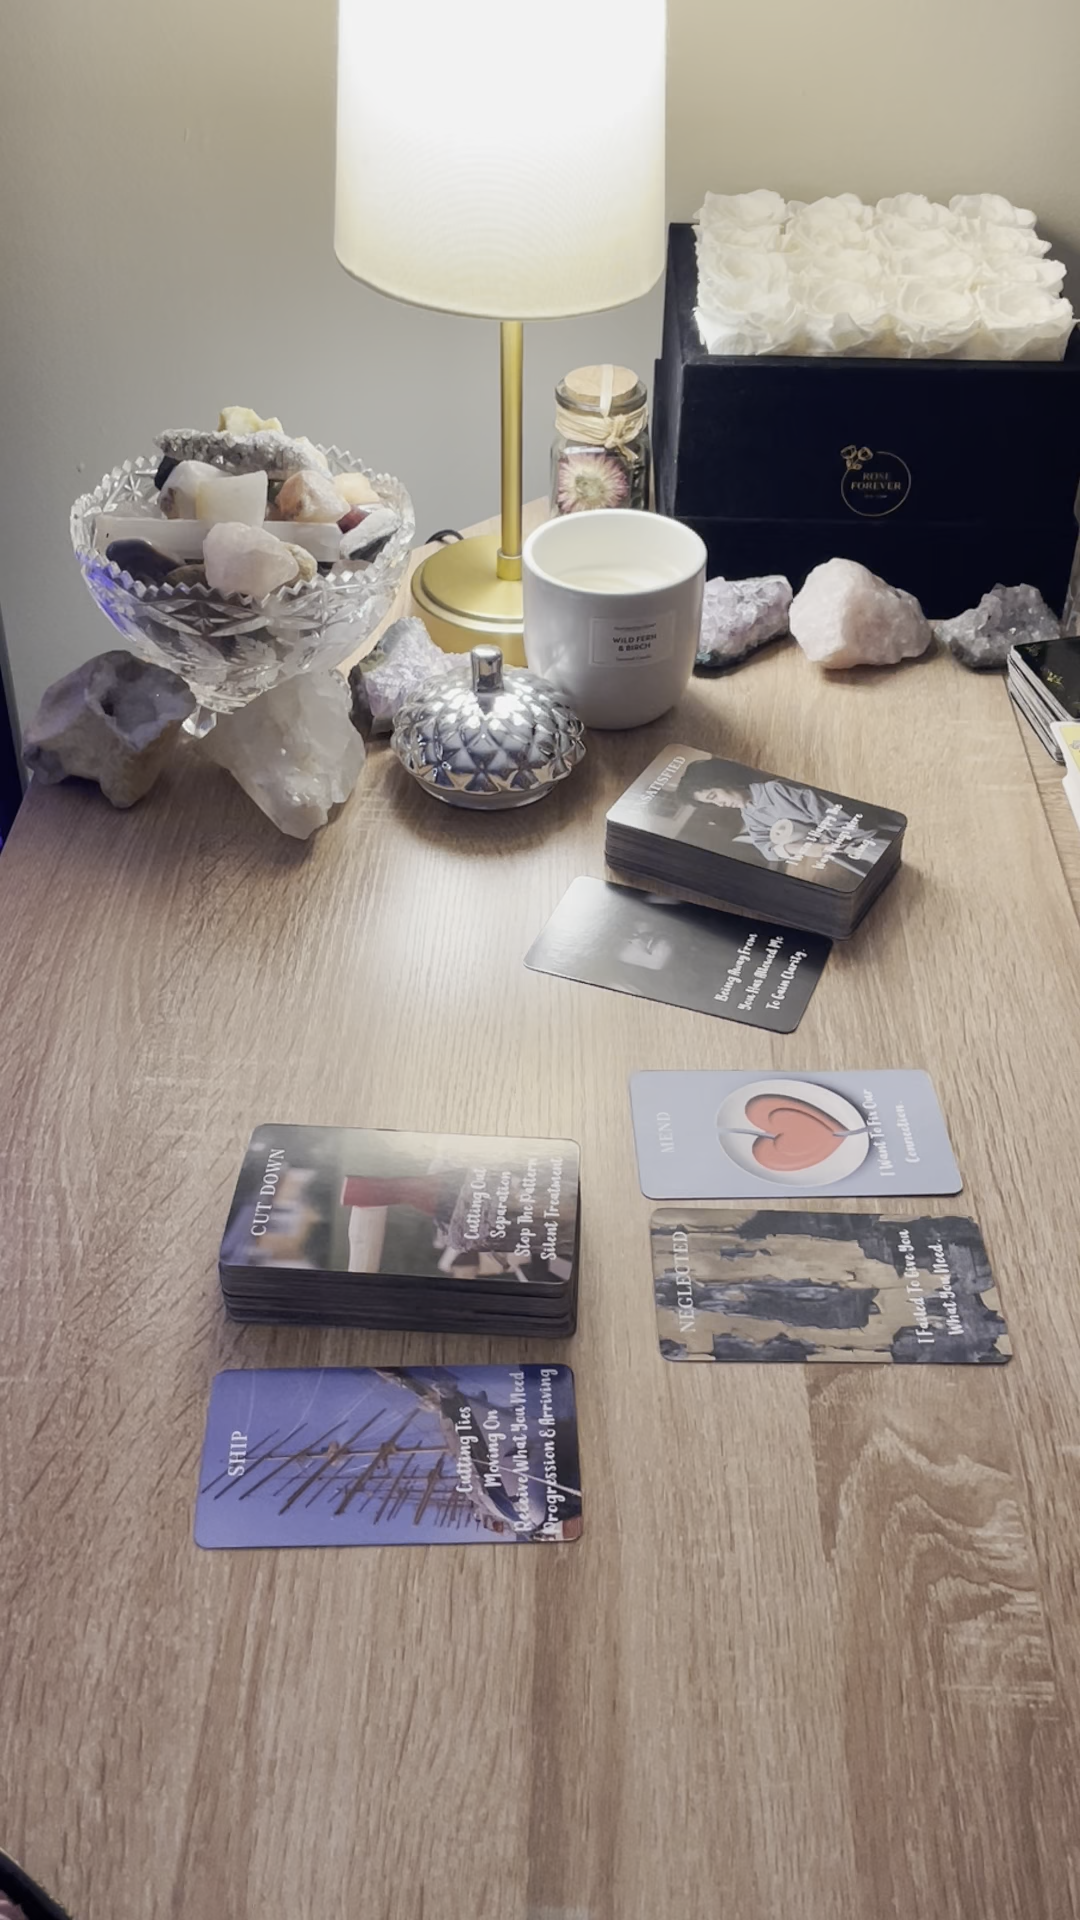 ROSE
FOREVER
WILD FERN
& BIRCH
SATISFIED
Being Away From
You Has Allowed Me
To Gain Clarity.
MEND
I Want To Fix Our
Connection.
CUT DOWN
Cutting Out
Separation
Stop The Pattern
Silent Treatment
NEGLECTED
I Failed To Give You
What You Need.
SHIP
Cutting Ties
Moving On
Receive What You Need
Progression & Arriving